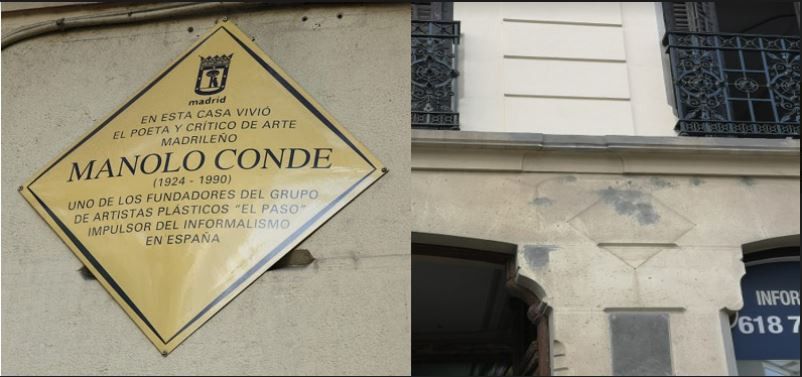 madrid
EN ESTA CASA VIVIÓ
EL POETA Y CRÍTICO DE ARTE
MADRILEÑO
MANOLO CONDE
(1924 - 1990)
UNO DE LOS FUNDADORES DEL GRUPO
DE ARTISTAS PLÁSTICOS "EL PASO"
IMPULSOR DEL INFORMALISMO
EN ESPAÑA
INFOR
618 7